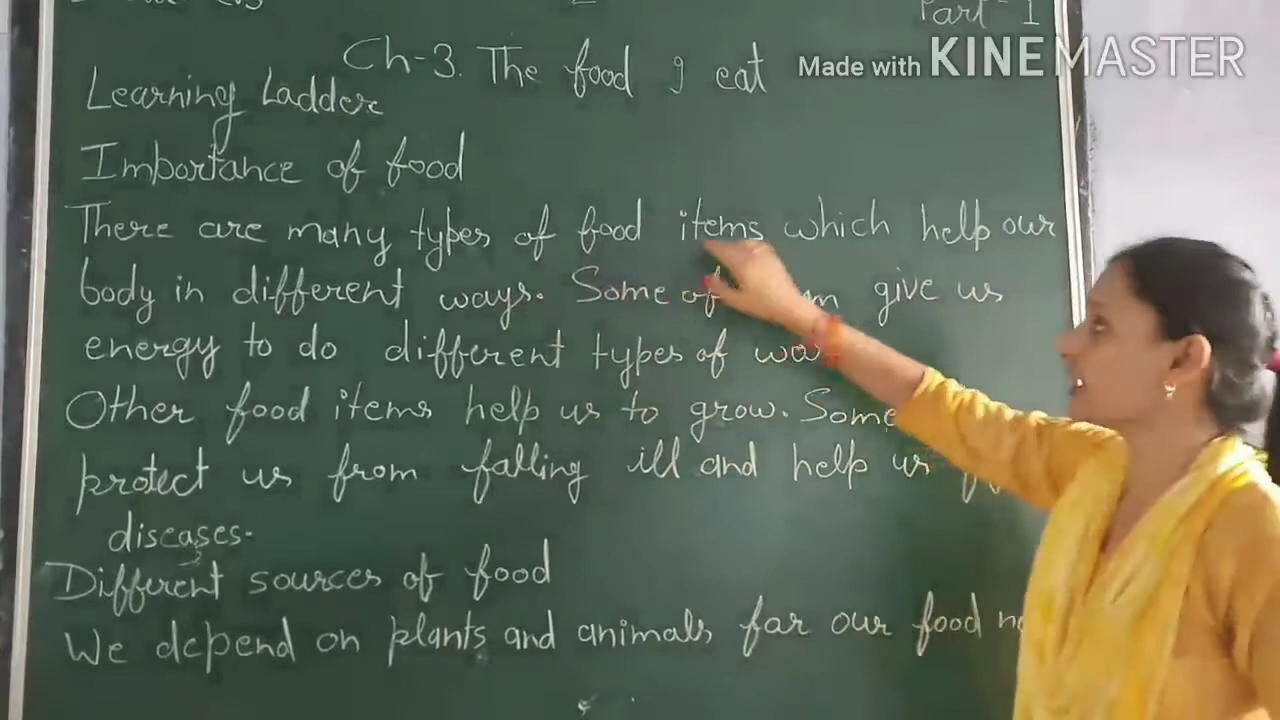 Part - 1
Made with KINEMASTER
Ch-3. The food I eat
Learning Ladder
Importance of food
There are many types of food items which help our
body in different ways. Some of give us
energy to do different types of
Other food items help us to grow. Some
protect us from falling ill and help us
diseases.
Different sources of food
We depend on plants and animals for our food